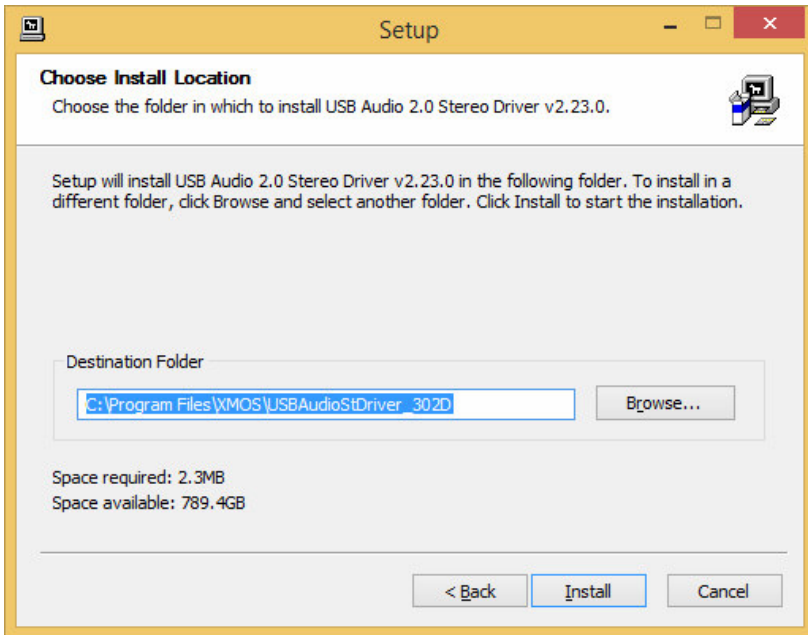 Setup
Choose Install Location
Choose the folder in which to install USB Audio 2.0 Stereo Driver v2.23.0.
Setup will install USB Audio 2.0 Stereo Driver v2.23.0 in the following folder. To install in a
different folder, click Browse and select another folder. Click Install to start the installation.
Destination Folder
C:\Program Files\XMOS\USBAudioStDriver_302D
Browse...
Space required: 2.3MB
Space available: 789.4GB
< Back
Install
Cancel